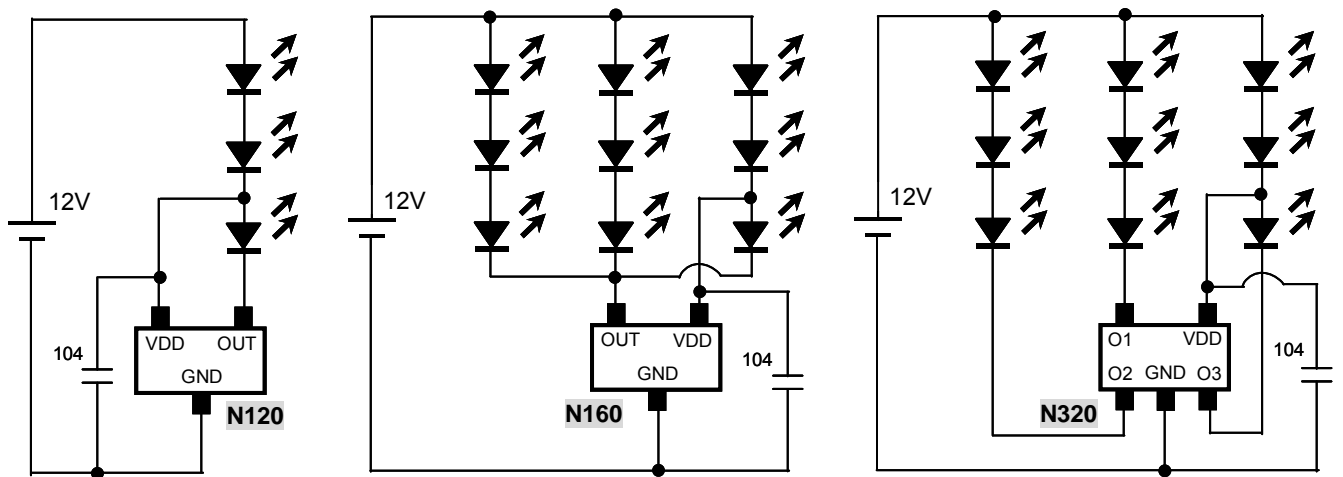 12V
104
VDD OUT
GND
N120
12V
OUT VDD
GND
104
N160
12V
O1 VDD
O2 GND O3
104
N320